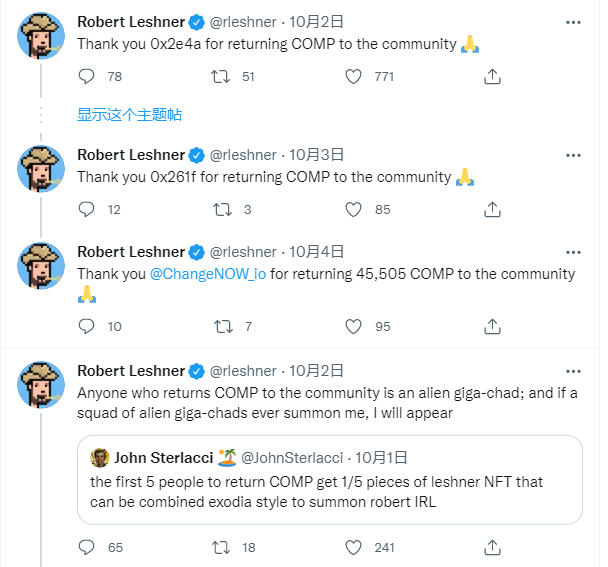 Robert Leshner @rleshner · 10月2日
Thank you 0x2e4a for returning COMP to the community 🙏
78 51 771
显示这个主题帖
Robert Leshner @rleshner · 10月3日
Thank you 0x261f for returning COMP to the community 🙏
12 3 85
Robert Leshner @rleshner · 10月4日
Thank you @ChangeNOW_io for returning 45,505 COMP to the community
🙏
10 7 95
Robert Leshner @rleshner · 10月2日
Anyone who returns COMP to the community is an alien giga-chad; and if a
squad of alien giga-chads ever summon me, I will appear
John Sterlacci 🏝️ @JohnSterlacci · 10月1日
the first 5 people to return COMP get 1/5 pieces of leshner NFT that
can be combined exodia style to summon robert IRL
65 18 241